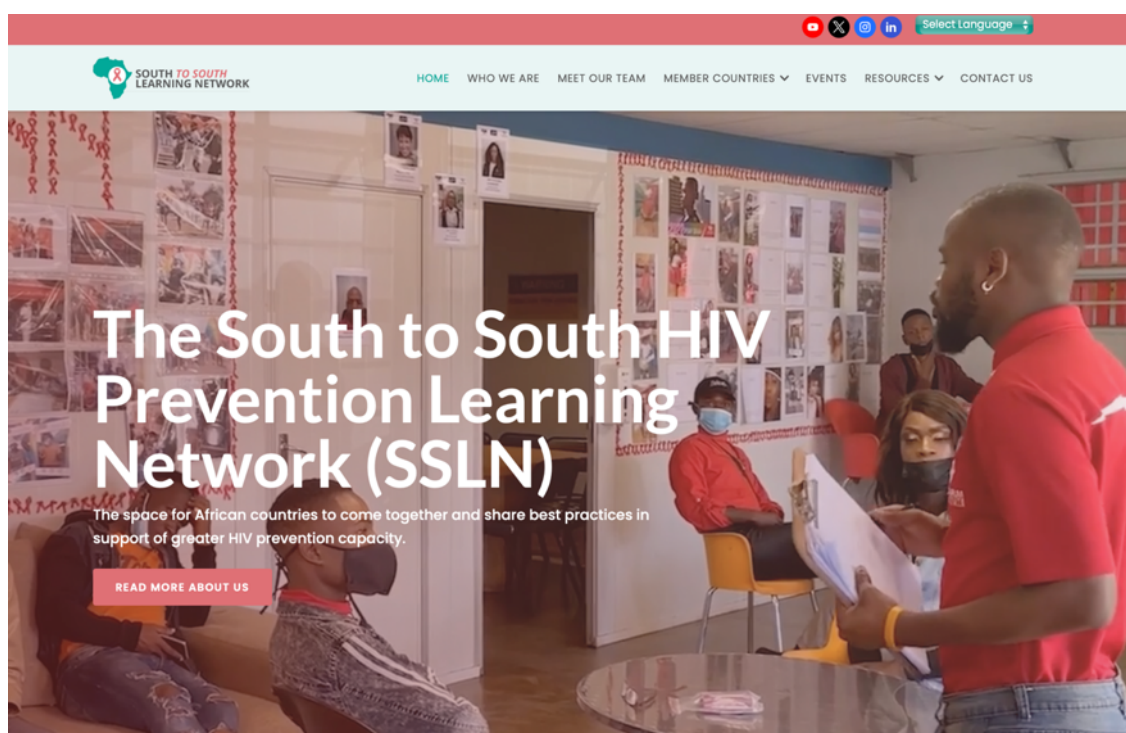 Select Language
SOUTH TO SOUTH
LEARNING NETWORK
HOME WHO WE ARE MEET OUR TEAM MEMBER COUNTRIES EVENTS RESOURCES CONTACT US
The South to South HIV
Prevention Learning
Network (SSLN)
The space for African countries to come together and share best practices in
support of greater HIV prevention capacity.
READ MORE ABOUT US